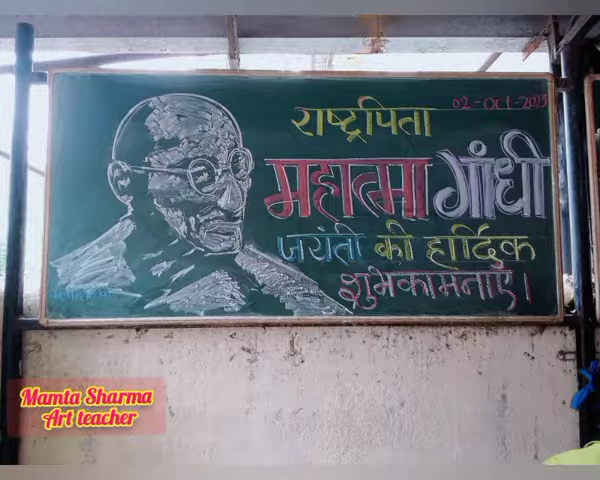 02-Oct-2023
राष्ट्रपिता
महात्मा गांधी
जयंती की हार्दिक
शुभकामनाएं।
Mamta Sharma
Art teacher